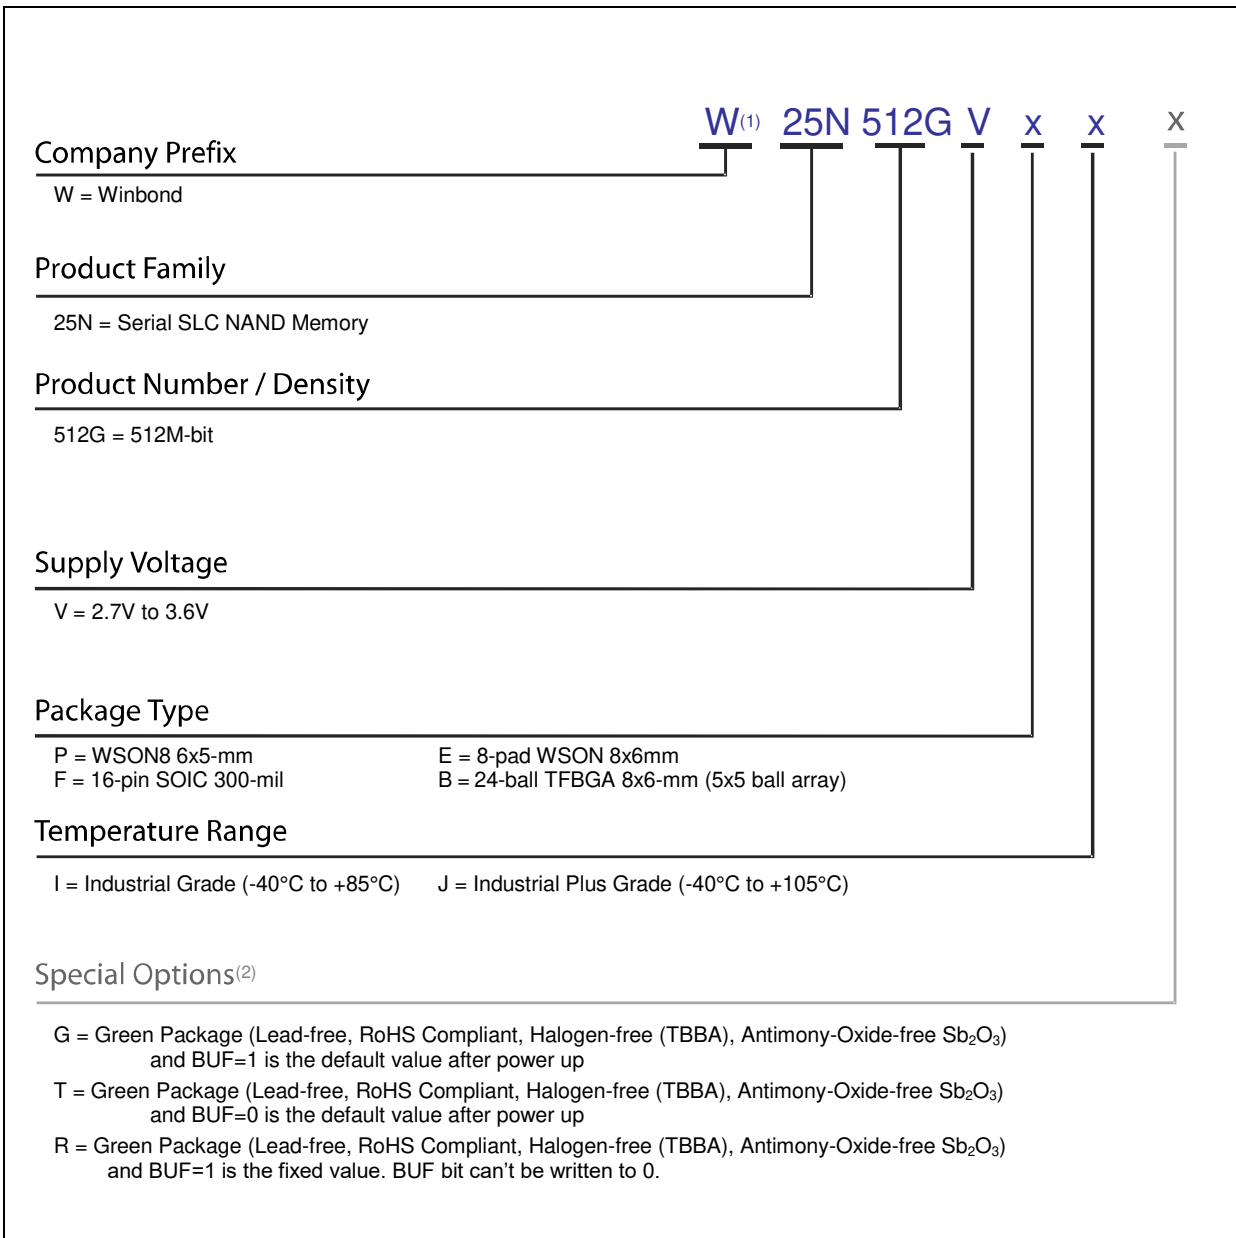 W(1) 25N 512G V x x x
Company Prefix
W = Winbond
Product Family
25N = Serial SLC NAND Memory
Product Number / Density
512G = 512M-bit
Supply Voltage
V = 2.7V to 3.6V
Package Type
P = WSON8 6x5-mm E = 8-pad WSON 8x6mm
F = 16-pin SOIC 300-mil B = 24-ball TFBGA 8x6-mm (5x5 ball array)
Temperature Range
I = Industrial Grade (-40°C to +85°C) J = Industrial Plus Grade (-40°C to +105°C)
Special Options(2)
G = Green Package (Lead-free, RoHS Compliant, Halogen-free (TBBA), Antimony-Oxide-free Sb₂O₃)
and BUF=1 is the default value after power up
T = Green Package (Lead-free, RoHS Compliant, Halogen-free (TBBA), Antimony-Oxide-free Sb₂O₃)
and BUF=0 is the default value after power up
R = Green Package (Lead-free, RoHS Compliant, Halogen-free (TBBA), Antimony-Oxide-free Sb₂O₃)
and BUF=1 is the fixed value. BUF bit can’t be written to 0.